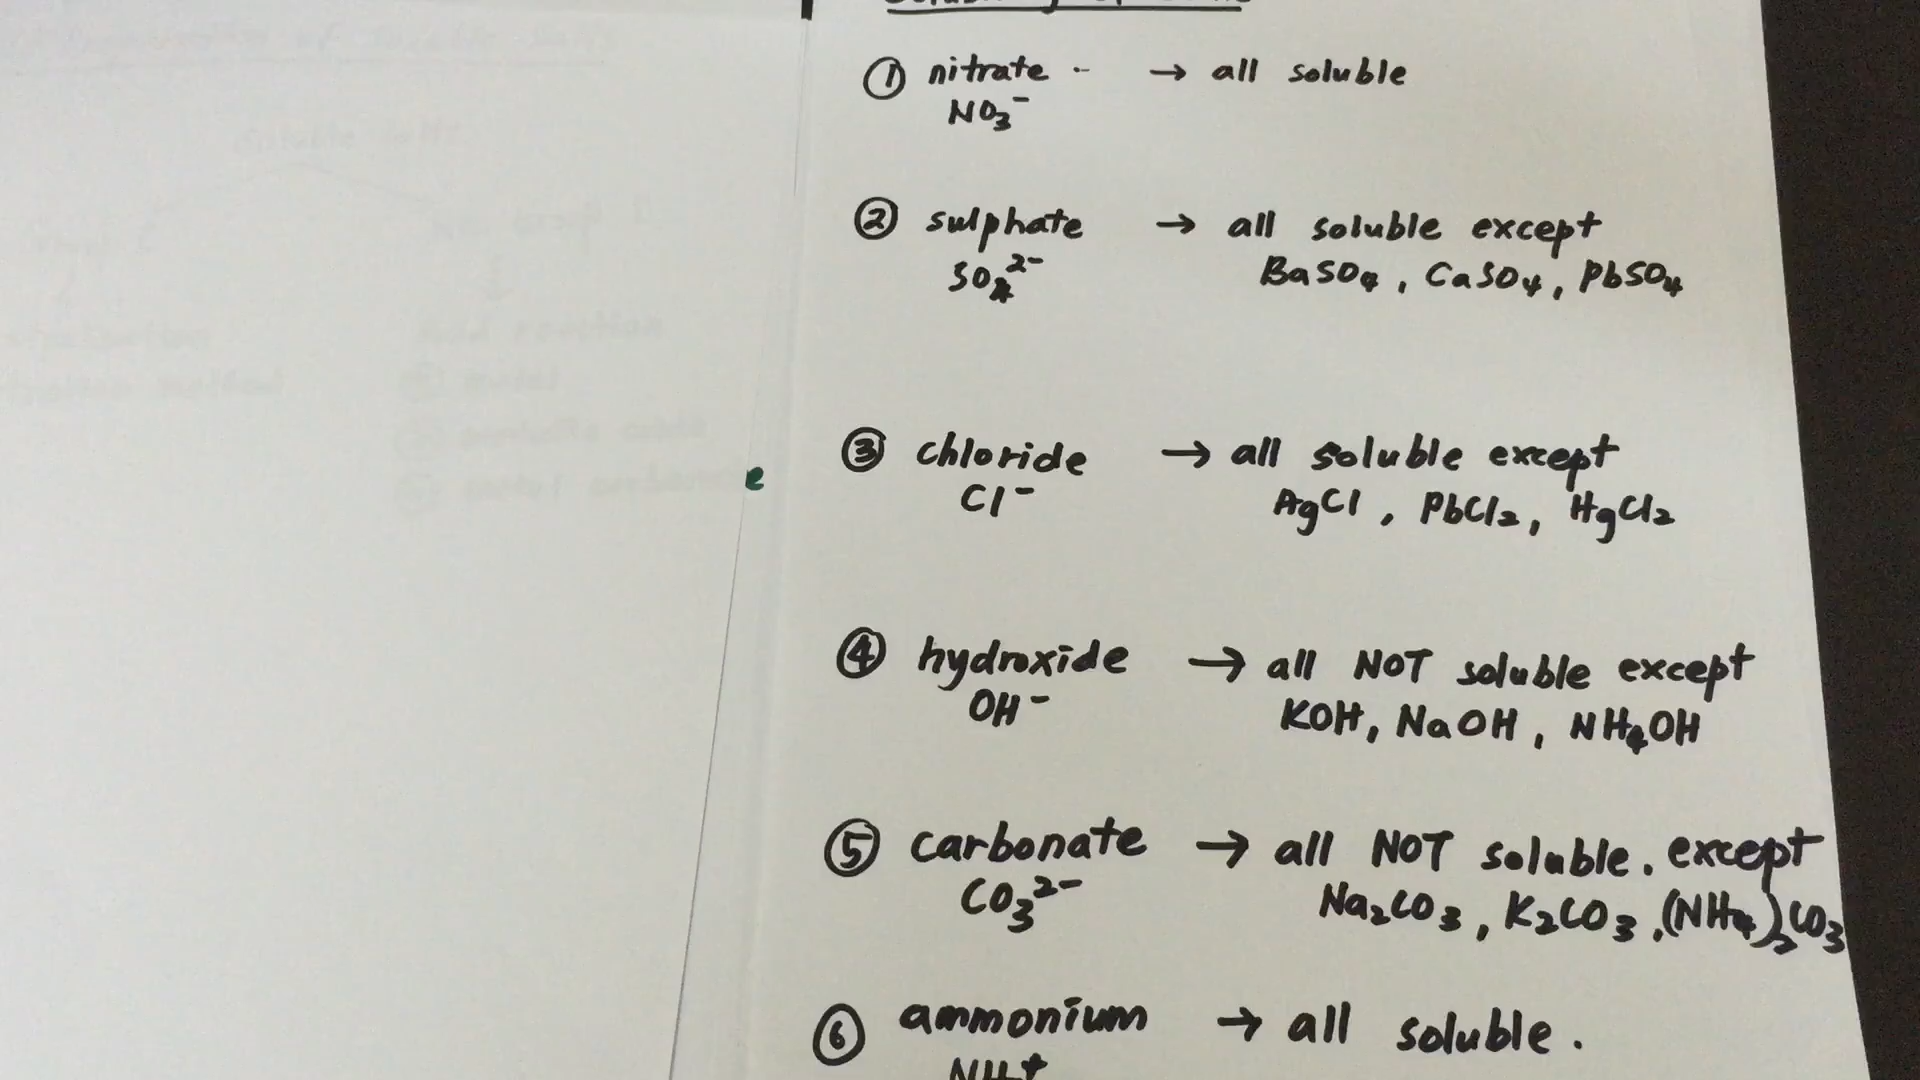 ① nitrate -- → all soluble
NO₃⁻
② sulphate → all soluble except
SO₄²⁻ BaSO₄, CaSO₄, PbSO₄
③ chloride → all soluble except
Cl⁻ AgCl, PbCl₂, HgCl₂
④ hydroxide → all NOT soluble except
OH⁻ KOH, NaOH, NH₄OH
⑤ carbonate → all NOT soluble. except
CO₃²⁻ Na₂CO₃, K₂CO₃, (NH₄)₂CO₃
⑥ ammonium → all soluble.
e